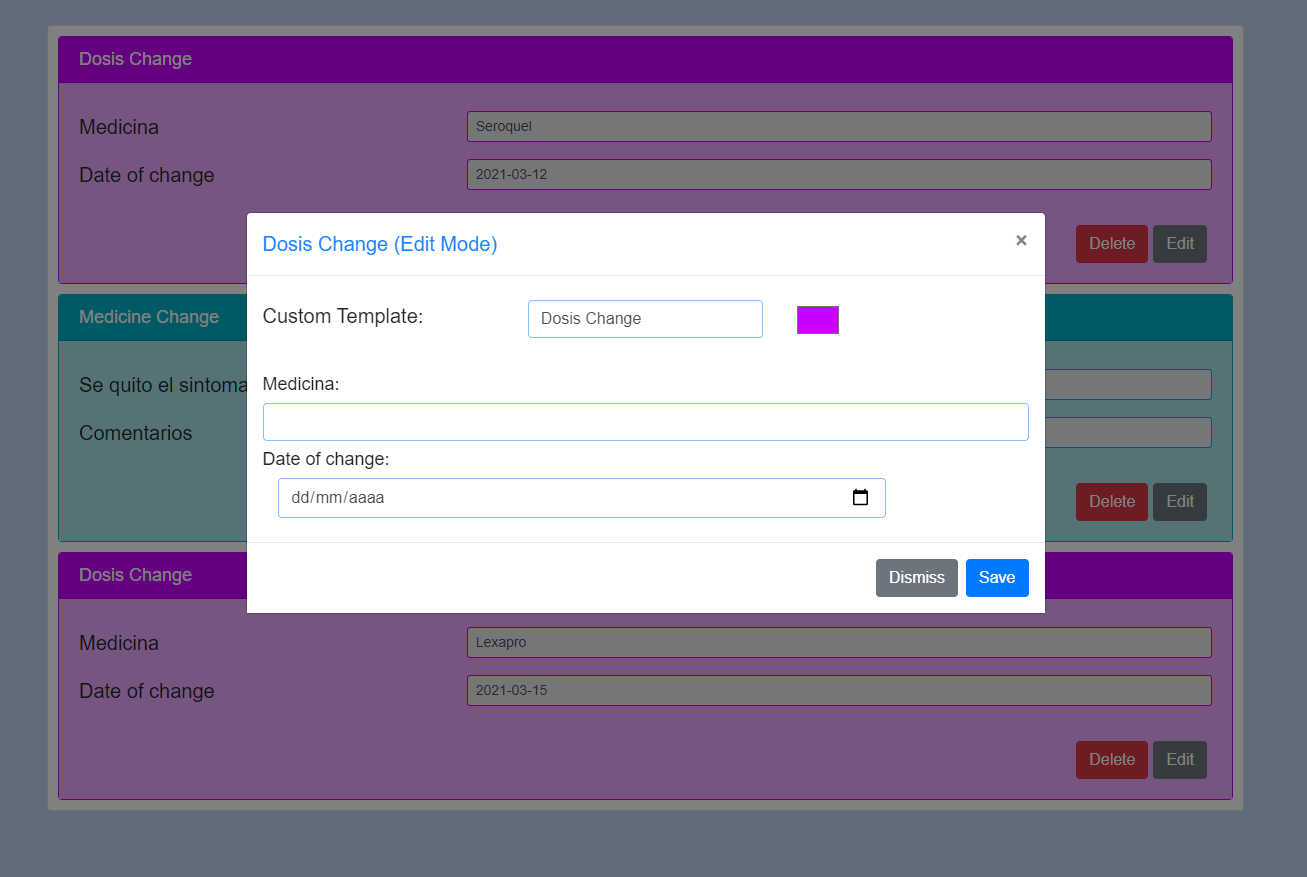 Dosis Change
Medicina Seroquel
Date of change 2021-03-12
Delete Edit
Dosis Change (Edit Mode) ×
Custom Template: Dosis Change
Medicina:
Date of change:
dd/mm/aaaa
Dismiss Save
Medicine Change
Se quito el sintoma
Comentarios
Delete Edit
Dosis Change
Medicina Lexapro
Date of change 2021-03-15
Delete Edit